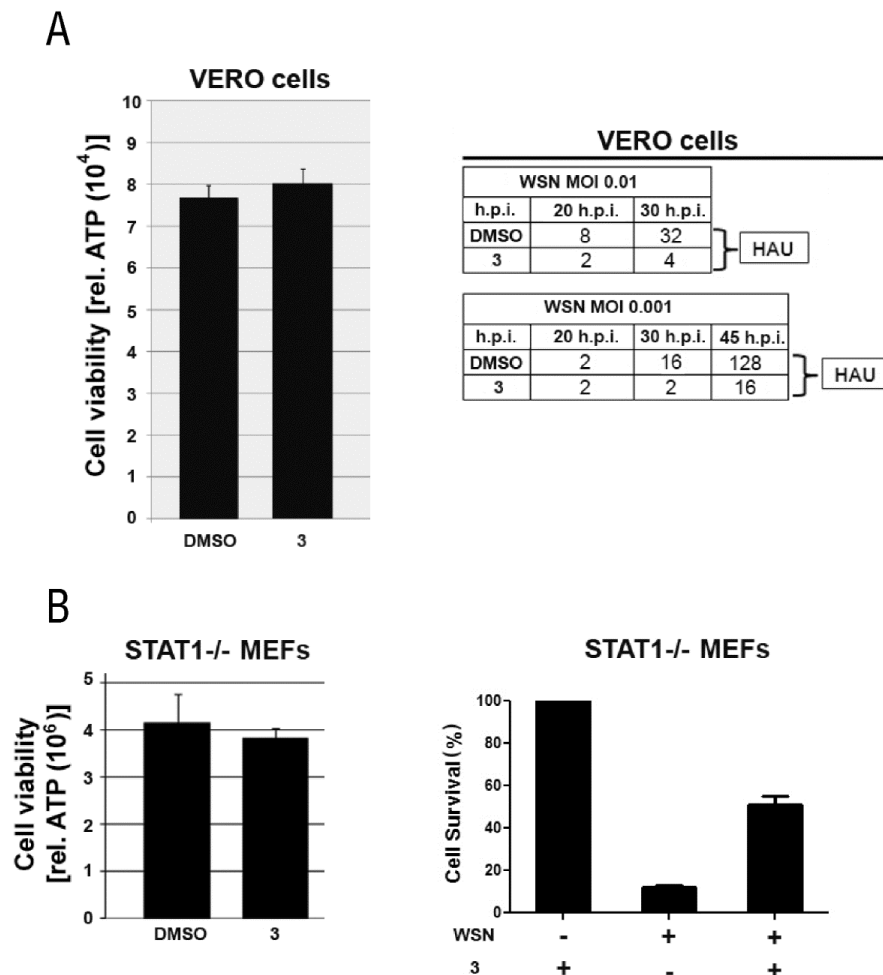 A
VERO cells
Cell viability [rel. ATP (10⁴)]
10
9
8
7
6
5
4
3
2
1
0
DMSO 3
VERO cells
WSN MOI 0.01
h.p.i. 20 h.p.i. 30 h.p.i.
DMSO 8 32
3 2 4
HAU
WSN MOI 0.001
h.p.i. 20 h.p.i. 30 h.p.i. 45 h.p.i.
DMSO 2 16 128
3 2 2 16
HAU
B
STAT1-/- MEFs
Cell viability
[rel. ATP (10⁶)]
5
4
3
2
1
0
DMSO 3
STAT1-/- MEFs
Cell Survival (%)
100
80
60
40
20
0
WSN - + +
3 + - +